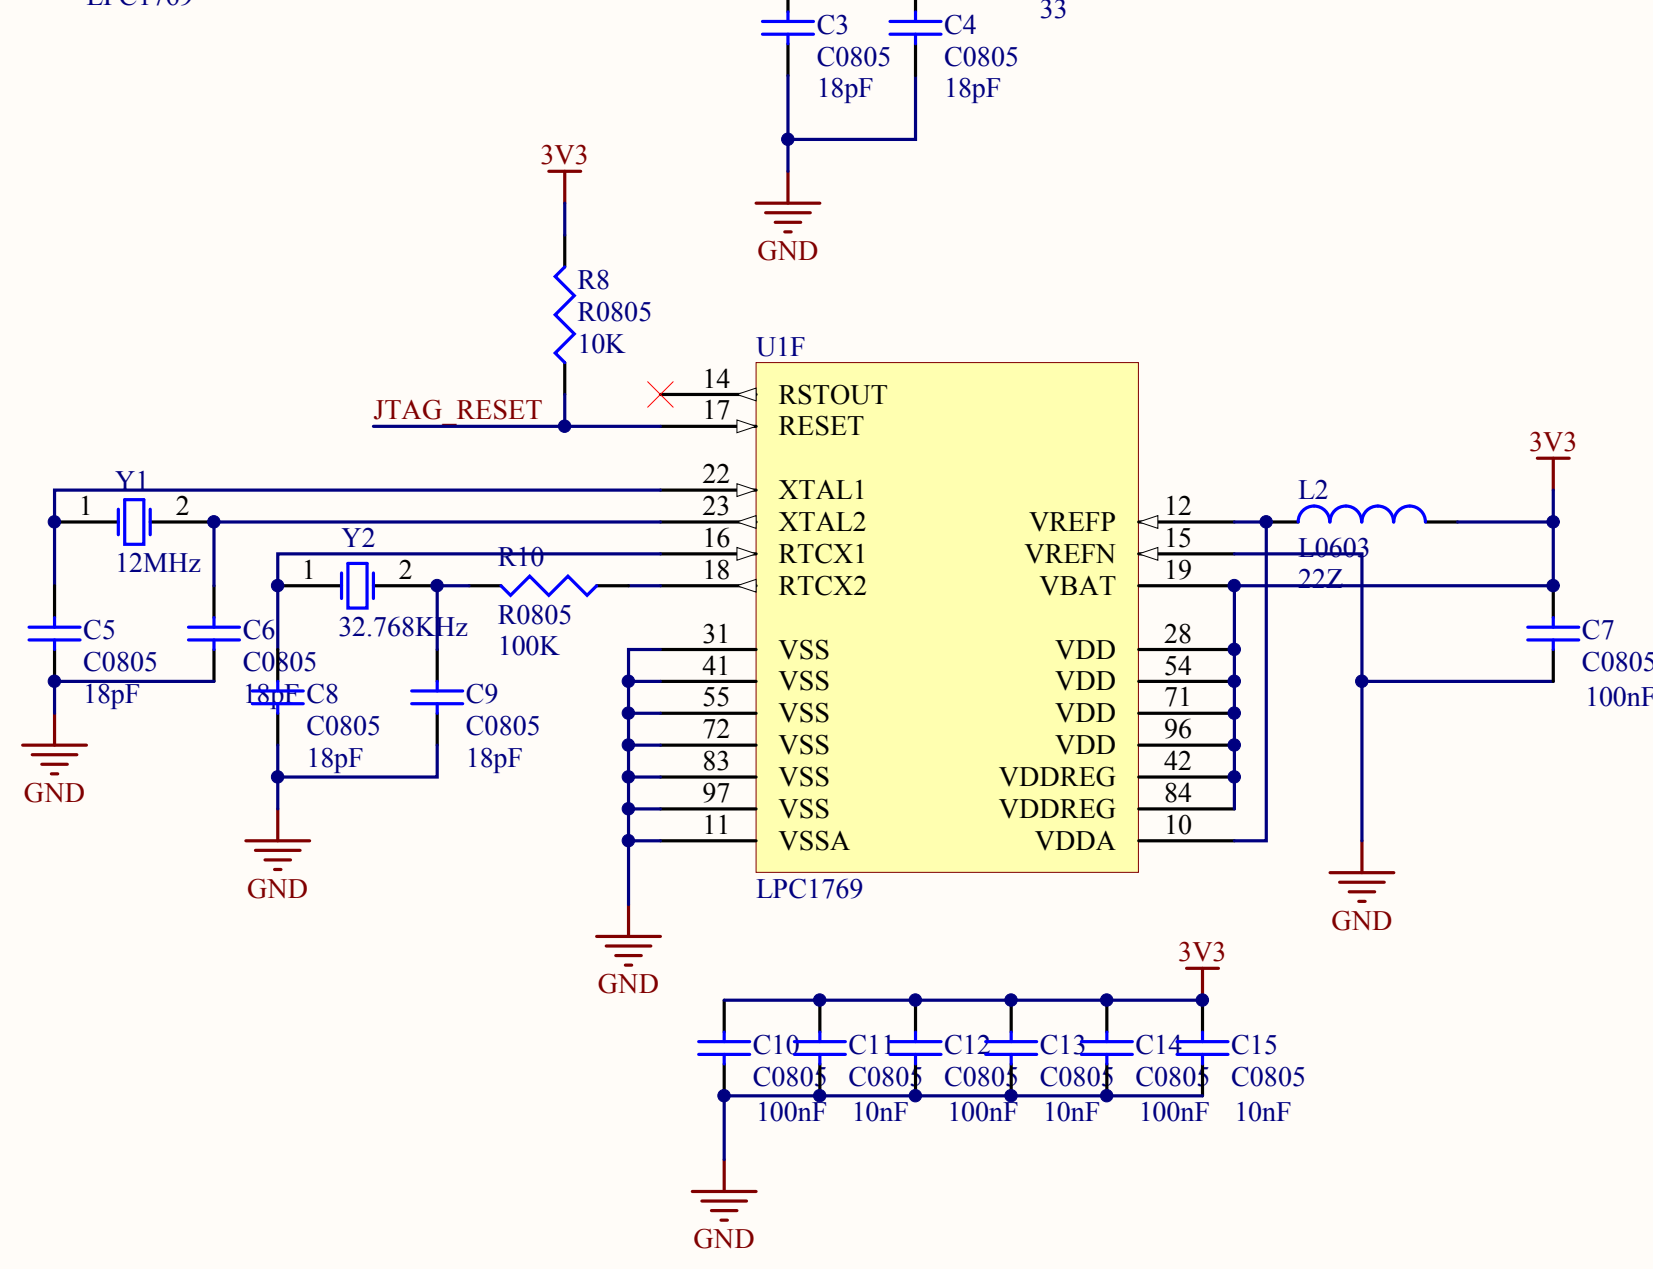 C3
C0805
18pF
C4
C0805
18pF
33
GND
3V3
R8
R0805
10K
JTAG_RESET
U1F
14
RSTOUT
17
RESET
22
XTAL1
23
XTAL2
16
RTCX1
18
RTCX2
31
VSS
41
VSS
55
VSS
72
VSS
83
VSS
97
VSS
11
VSSA
12
VREFP
15
VREFN
19
VBAT
28
VDD
54
VDD
71
VDD
96
VDD
42
VDDREG
84
VDDREG
10
VDDA
LPC1769
Y1
1
2
12MHz
C5
C0805
18pF
C6
C0805
18pF
GND
Y2
1
2
32.768KHz
R10
R0805
100K
C8
C0805
18pF
C9
C0805
18pF
GND
GND
3V3
L2
L0603
22Z
C7
C0805
100nF
GND
3V3
C10
C0805
100nF
C11
C0805
10nF
C12
C0805
100nF
C13
C0805
10nF
C14
C0805
100nF
C15
C0805
10nF
GND